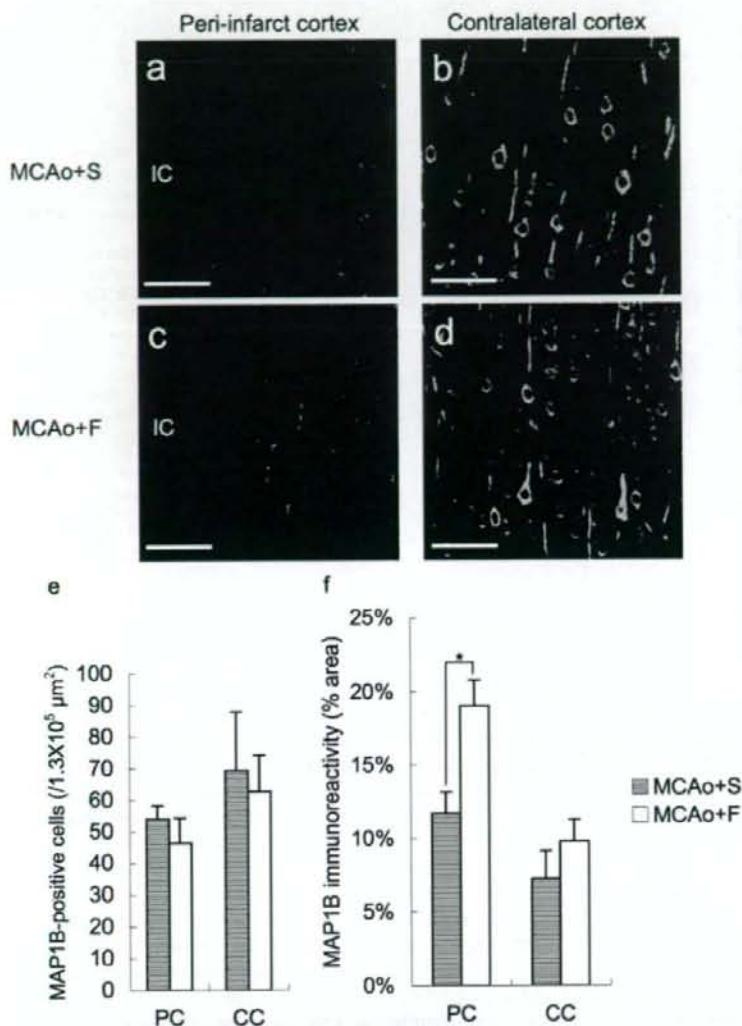 Peri-infarct cortex Contralateral cortex
a b
MCAo+S
IC
c d
MCAo+F
IC
e f
MAP1B-positive cells (/1.3X10⁵ μm²)
100
90
80
70
60
50
40
30
20
10
0
PC CC
MAP1B immunoreactivity (% area)
25%
20%
15%
10%
5%
0%
*
PC CC
MCAo+S
MCAo+F